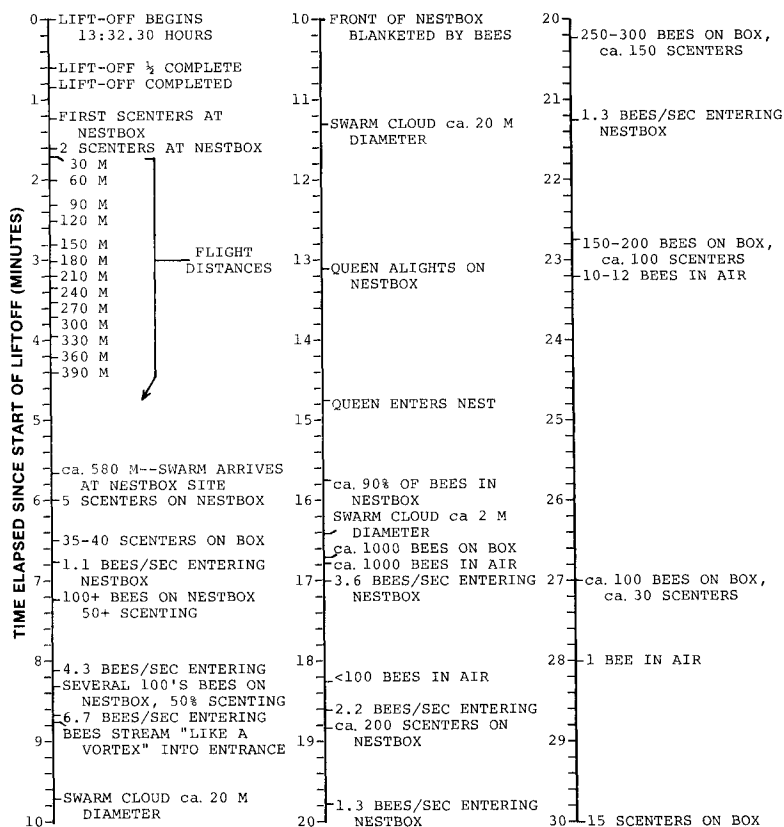 TIME ELAPSED SINCE START OF LIFTOFF (MINUTES)
0 LIFT-OFF BEGINS
13:32.30 HOURS
LIFT-OFF ½ COMPLETE
LIFT-OFF COMPLETED
1
FIRST SCENTERS AT
NESTBOX
2 SCENTERS AT NESTBOX
30 M
2 60 M
90 M
120 M
150 M
3 180 M
210 M
240 M
270 M
300 M
4 330 M
360 M
390 M
FLIGHT
DISTANCES
5
ca. 580 M--SWARM ARRIVES
AT NESTBOX SITE
6 5 SCENTERS ON NESTBOX
35-40 SCENTERS ON BOX
1.1 BEES/SEC ENTERING
7 NESTBOX
100+ BEES ON NESTBOX
50+ SCENTING
8
4.3 BEES/SEC ENTERING
SEVERAL 100'S BEES ON
NESTBOX, 50% SCENTING
6.7 BEES/SEC ENTERING
9 BEES STREAM "LIKE A
VORTEX" INTO ENTRANCE
SWARM CLOUD ca. 20 M
10 DIAMETER
10 FRONT OF NESTBOX
BLANKETED BY BEES
11
SWARM CLOUD ca. 20 M
DIAMETER
12
13 QUEEN ALIGHTS ON
NESTBOX
14
QUEEN ENTERS NEST
15
ca. 90% OF BEES IN
16 NESTBOX
SWARM CLOUD ca 2 M
DIAMETER
ca. 1000 BEES ON BOX
ca. 1000 BEES IN AIR
17 3.6 BEES/SEC ENTERING
NESTBOX
18
<100 BEES IN AIR
2.2 BEES/SEC ENTERING
ca. 200 SCENTERS ON
19 NESTBOX
1.3 BEES/SEC ENTERING
20 NESTBOX
20
250-300 BEES ON BOX,
ca. 150 SCENTERS
21
1.3 BEES/SEC ENTERING
NESTBOX
22
150-200 BEES ON BOX,
23 ca. 100 SCENTERS
10-12 BEES IN AIR
24
25
26
27 ca. 100 BEES ON BOX,
ca. 30 SCENTERS
28 1 BEE IN AIR
29
30 15 SCENTERS ON BOX